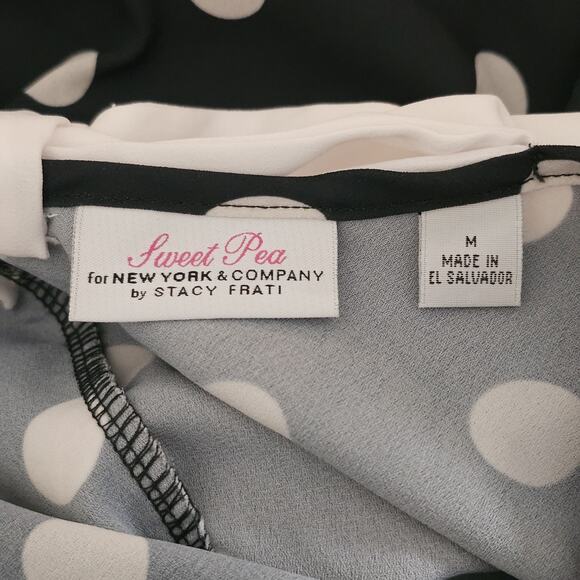 Sweet Pea
for NEW YORK & COMPANY
by STACY FRATI
M
MADE IN
EL SALVADOR